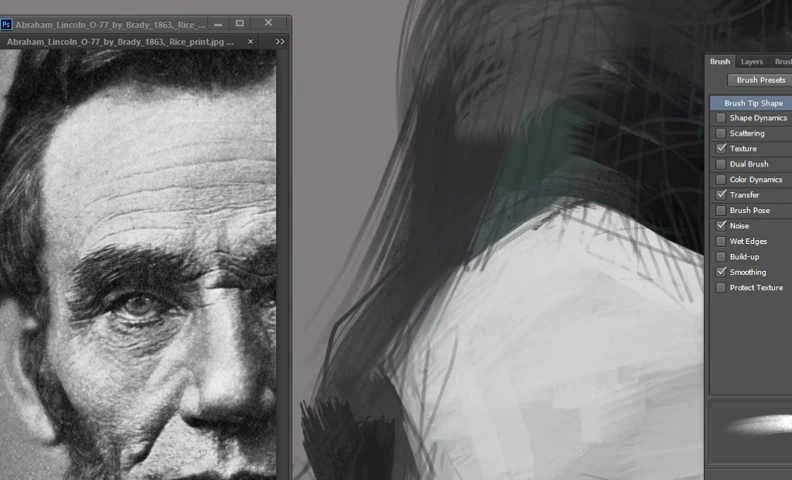 Ps Abraham_Lincoln_O-77_by_Brady_1863,_Rice_...
Abraham_Lincoln_O-77_by_Brady_1863,_Rice_print.jpg ... × >>
Brush Layers
Brush Presets
Brush Tip Shape
Shape Dynamics
Scattering
Texture
Dual Brush
Color Dynamics
Transfer
Brush Pose
Noise
Wet Edges
Build-up
Smoothing
Protect Texture